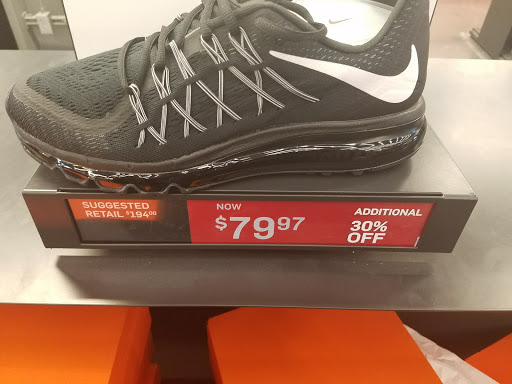 SUGGESTED
RETAIL $194.00
NOW
$79.97
ADDITIONAL
30%
OFF